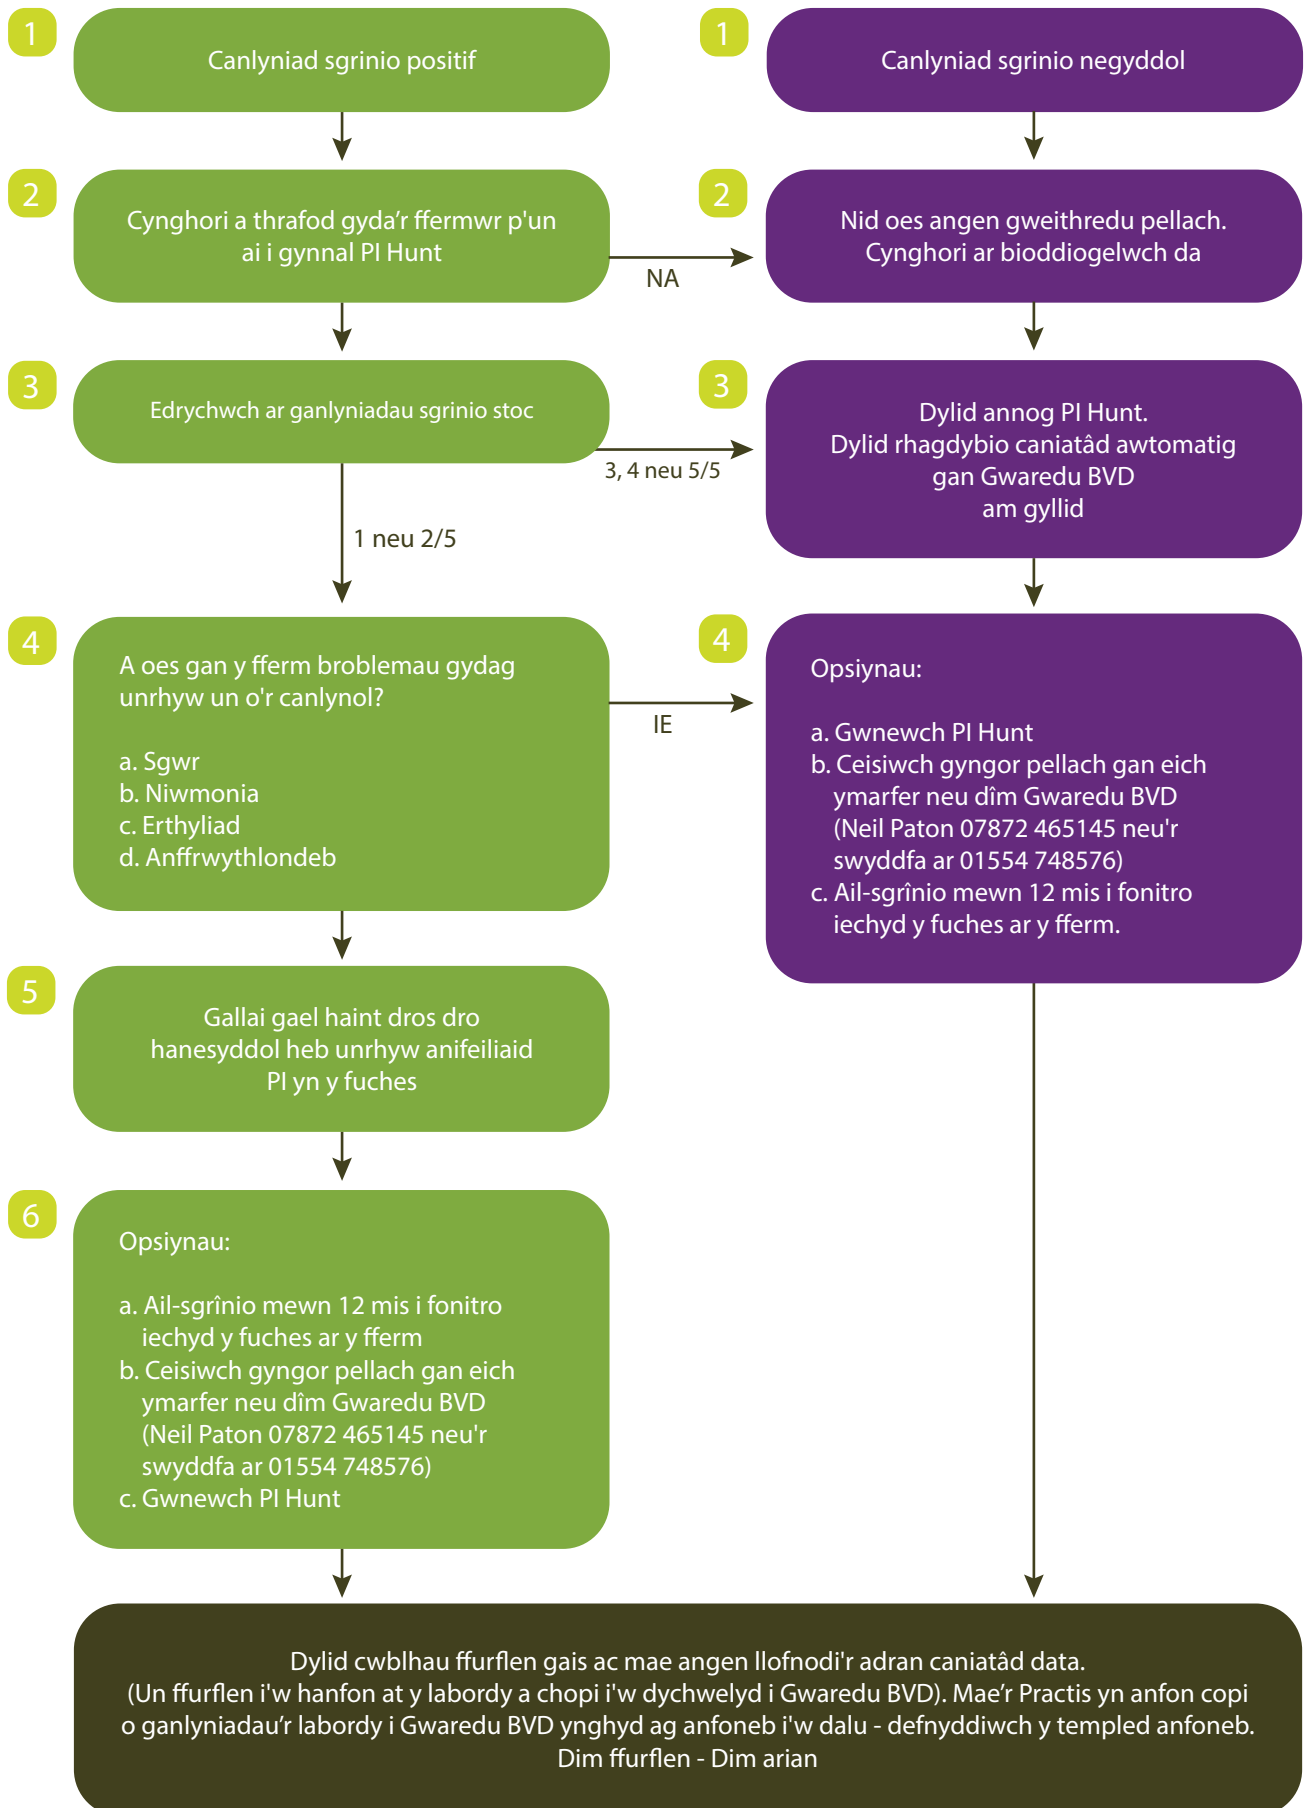 1
Canlyniad sgrinio positif
1
Canlyniad sgrinio negyddol
2
Cynghori a thrafod gyda’r ffermwr p'un
ai i gynnal PI Hunt
NA
2
Nid oes angen gweithredu pellach.
Cynghori ar bioddiogelwch da
3
Edrychwch ar ganlyniadau sgrinio stoc
3, 4 neu 5/5
1 neu 2/5
3
Dylid annog PI Hunt.
Dylid rhagdybio caniatâd awtomatig
gan Gwaredu BVD
am gyllid
4
A oes gan y fferm broblemau gydag
unrhyw un o'r canlynol?
a. Sgwr
b. Niwmonia
c. Erthyliad
d. Anffrwythlondeb
IE
4
Opsiynau:
a. Gwnewch PI Hunt
b. Ceisiwch gyngor pellach gan eich
ymarfer neu dîm Gwaredu BVD
(Neil Paton 07872 465145 neu'r
swyddfa ar 01554 748576)
c. Ail-sgrînio mewn 12 mis i fonitro
iechyd y fuches ar y fferm.
5
Gallai gael haint dros dro
hanesyddol heb unrhyw anifeiliaid
PI yn y fuches
6
Opsiynau:
a. Ail-sgrînio mewn 12 mis i fonitro
iechyd y fuches ar y fferm
b. Ceisiwch gyngor pellach gan eich
ymarfer neu dîm Gwaredu BVD
(Neil Paton 07872 465145 neu'r
swyddfa ar 01554 748576)
c. Gwnewch PI Hunt
Dylid cwblhau ffurflen gais ac mae angen llofnodi'r adran caniatâd data.
(Un ffurflen i'w hanfon at y labordy a chopi i'w dychwelyd i Gwaredu BVD). Mae'r Practis yn anfon copi
o ganlyniadau’r labordy i Gwaredu BVD ynghyd ag anfoneb i'w dalu - defnyddiwch y templed anfoneb.
Dim ffurflen - Dim arian